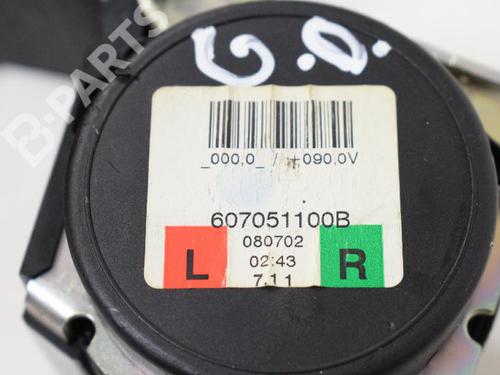 G.D.
B-PARTS
_000,0_ / +090,0V
607051100B
080702
L 02:43 R
7.11